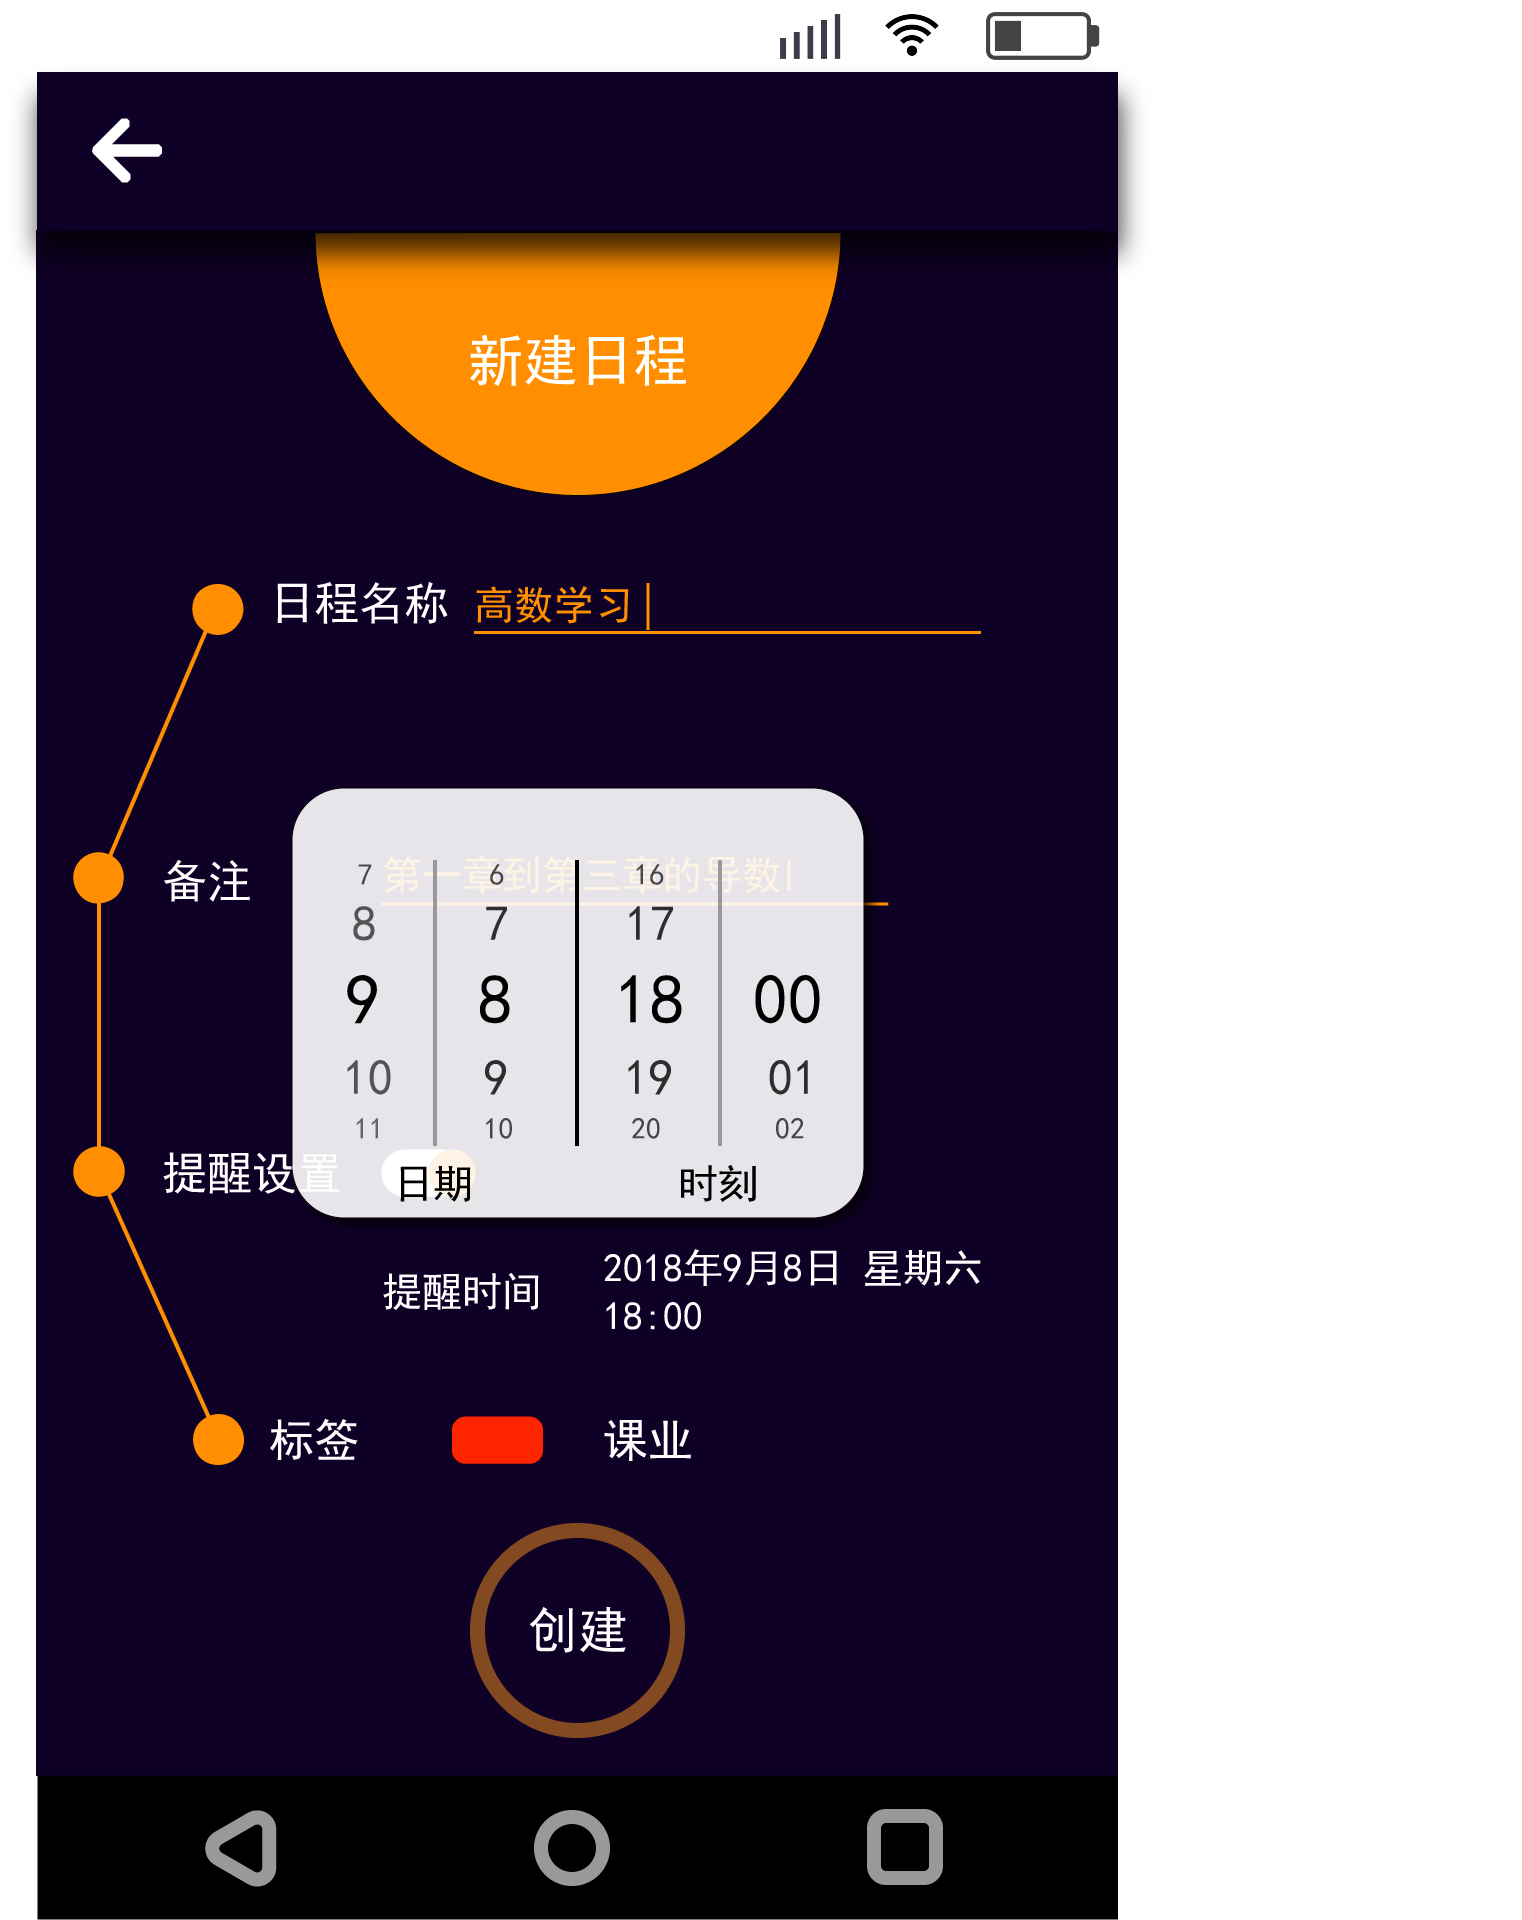 新建日程
日程名称 高数学习
备注 第一章到第三章的导数
7 6 16
8 7 17
9 8 18 00
10 9 19 01
11 10 20 02
提醒设置
日期 时刻
提醒时间 2018年9月8日 星期六
18:00
标签 课业
创建